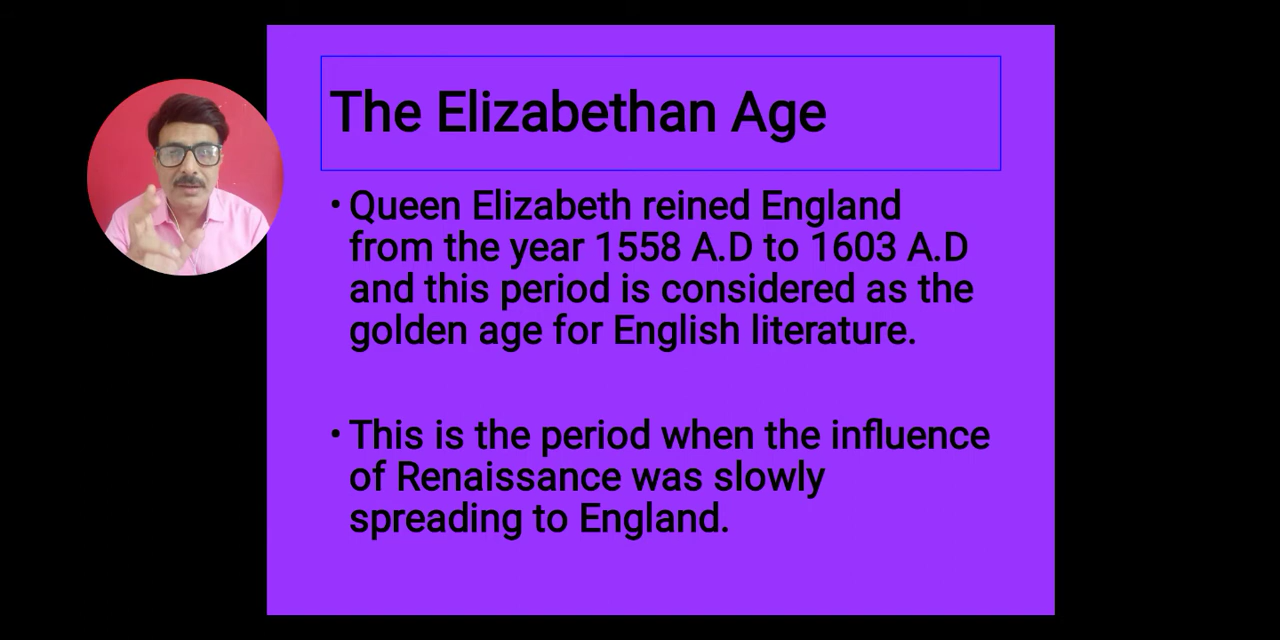 The Elizabethan Age
• Queen Elizabeth reined England
from the year 1558 A.D to 1603 A.D
and this period is considered as the
golden age for English literature.
• This is the period when the influence
of Renaissance was slowly
spreading to England.